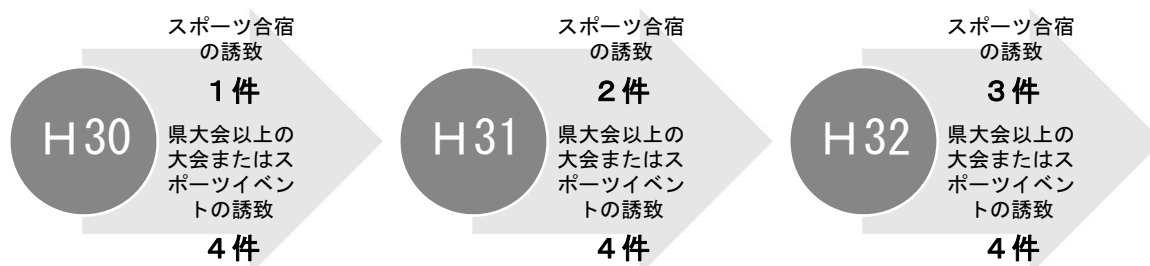 H30
スポーツ合宿
の誘致
1件
県大会以上の
大会またはス
ポーツイベン
トの誘致
4件
H31
スポーツ合宿
の誘致
2件
県大会以上の
大会またはス
ポーツイベン
トの誘致
4件
H32
スポーツ合宿
の誘致
3件
県大会以上の
大会またはス
ポーツイベン
トの誘致
4件